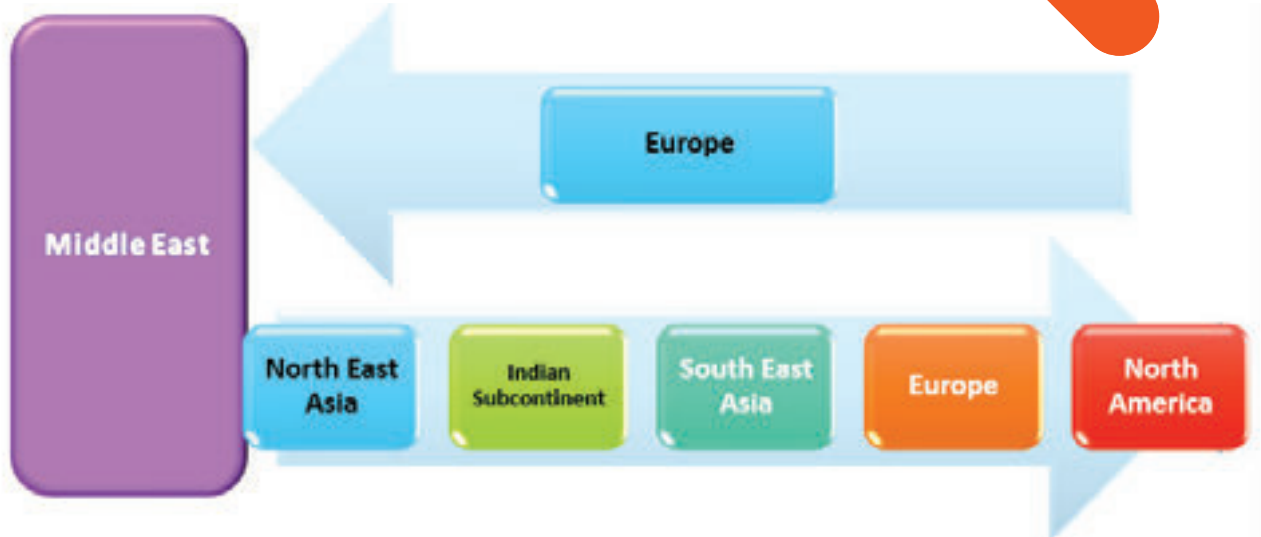 Europe
Middle East
North East
Asia
Indian
Subcontinent
South East
Asia
Europe
North
America